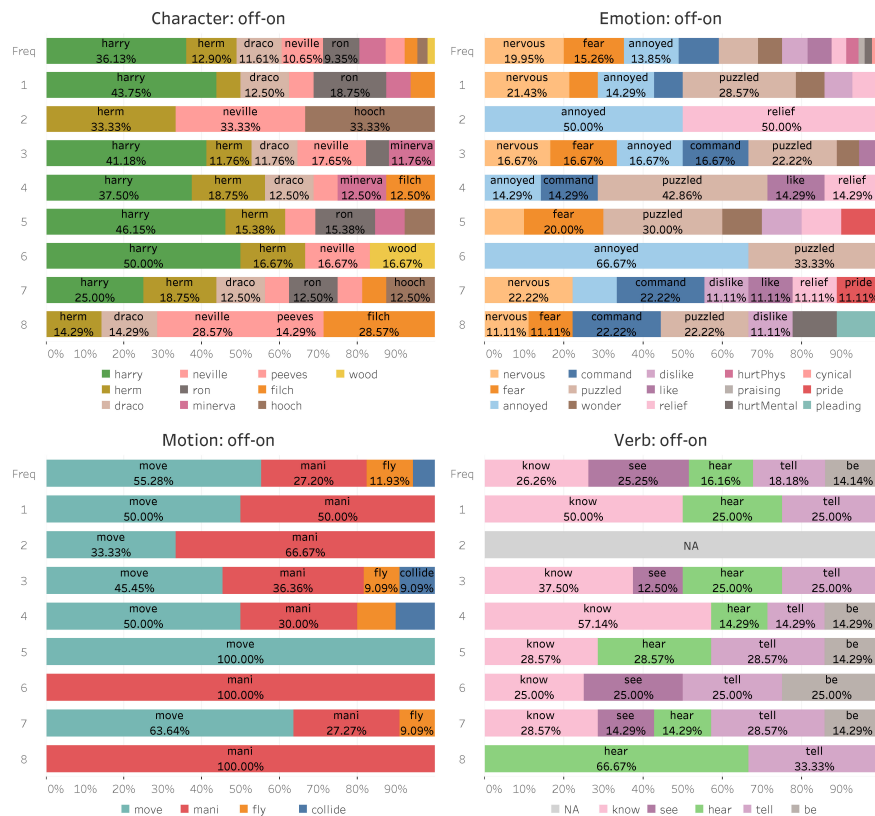 Character: off-on
Freq harry herm draco neville ron
36.13% 12.90% 11.61% 10.65% 9.35%
1 harry draco ron
43.75% 12.50% 18.75%
2 herm neville hooch
33.33% 33.33% 33.33%
3 harry herm draco neville minerva
41.18% 11.76% 11.76% 17.65% 11.76%
4 harry herm draco minerva filch
37.50% 18.75% 12.50% 12.50% 12.50%
5 harry herm ron
46.15% 15.38% 15.38%
6 harry herm neville wood
50.00% 16.67% 16.67% 16.67%
7 harry herm draco ron hooch
25.00% 18.75% 12.50% 12.50% 12.50%
8 herm draco neville peeves filch
14.29% 14.29% 28.57% 14.29% 28.57%
0% 10% 20% 30% 40% 50% 60% 70% 80% 90%
harry neville peeves wood
herm ron filch
draco minerva hooch
Emotion: off-on
Freq nervous fear annoyed
19.95% 15.26% 13.85%
1 nervous annoyed puzzled
21.43% 14.29% 28.57%
2 annoyed relief
50.00% 50.00%
3 nervous fear annoyed command puzzled
16.67% 16.67% 16.67% 16.67% 22.22%
4 annoyed command puzzled like relief
14.29% 14.29% 42.86% 14.29% 14.29%
5 fear puzzled
20.00% 30.00%
6 annoyed puzzled
66.67% 33.33%
7 nervous command dislike like relief pride
22.22% 22.22% 11.11% 11.11% 11.11% 11.11%
8 nervous fear command puzzled dislike
11.11% 11.11% 22.22% 22.22% 11.11%
0% 10% 20% 30% 40% 50% 60% 70% 80% 90%
nervous command dislike hurtPhys cynical
fear puzzled like praising pride
annoyed wonder relief hurtMental pleading
Motion: off-on
Freq move mani fly
55.28% 27.20% 11.93%
1 move mani
50.00% 50.00%
2 move mani
33.33% 66.67%
3 move mani fly collide
45.45% 36.36% 9.09% 9.09%
4 move mani
50.00% 30.00%
5 move
100.00%
6 mani
100.00%
7 move mani fly
63.64% 27.27% 9.09%
8 mani
100.00%
0% 10% 20% 30% 40% 50% 60% 70% 80% 90%
move mani fly collide
Verb: off-on
Freq know see hear tell be
26.26% 25.25% 16.16% 18.18% 14.14%
1 know hear tell
50.00% 25.00% 25.00%
2 NA
3 know see hear tell
37.50% 12.50% 25.00% 25.00%
4 know hear tell be
57.14% 14.29% 14.29% 14.29%
5 know hear tell be
28.57% 28.57% 28.57% 14.29%
6 know see tell be
25.00% 25.00% 25.00% 25.00%
7 know see hear tell be
28.57% 14.29% 14.29% 28.57% 14.29%
8 hear tell
66.67% 33.33%
0% 10% 20% 30% 40% 50% 60% 70% 80% 90%
NA know see hear tell be